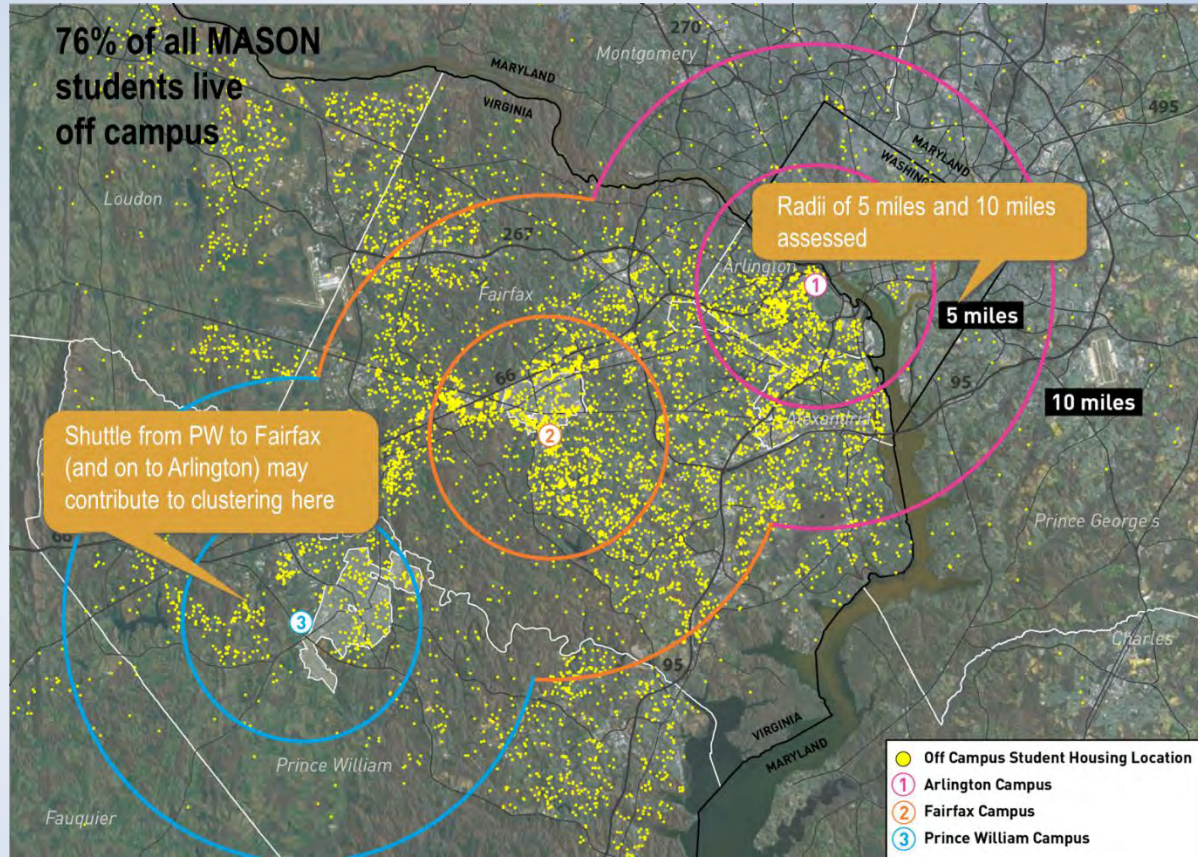 76% of all MASON
students live
off campus
270
Montgomery
MARYLAND
VIRGINIA
495
MARYLAND
Loudon
Radii of 5 miles and 10 miles
assessed
267
Arlington
1
Fairfax
5 miles
66
95
10 miles
Alexandria
2
Shuttle from PW to Fairfax
(and on to Arlington) may
contribute to clustering here
Prince George's
3
Charles
95
VIRGINIA
MARYLAND
Prince William
Fauquier
Off Campus Student Housing Location
1 Arlington Campus
2 Fairfax Campus
3 Prince William Campus